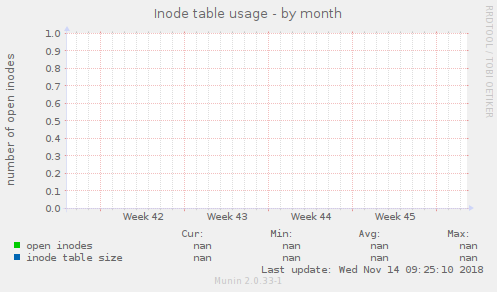 Inode table usage - by month
RRDTOOL / TOBI OETIKER
number of open inodes
1.0
0.9
0.8
0.7
0.6
0.5
0.4
0.3
0.2
0.1
0.0
Week 42 Week 43 Week 44 Week 45
Cur: Min: Avg: Max:
open inodes nan nan nan nan
inode table size nan nan nan nan
Last update: Wed Nov 14 09:25:10 2018
Munin 2.0.33-1